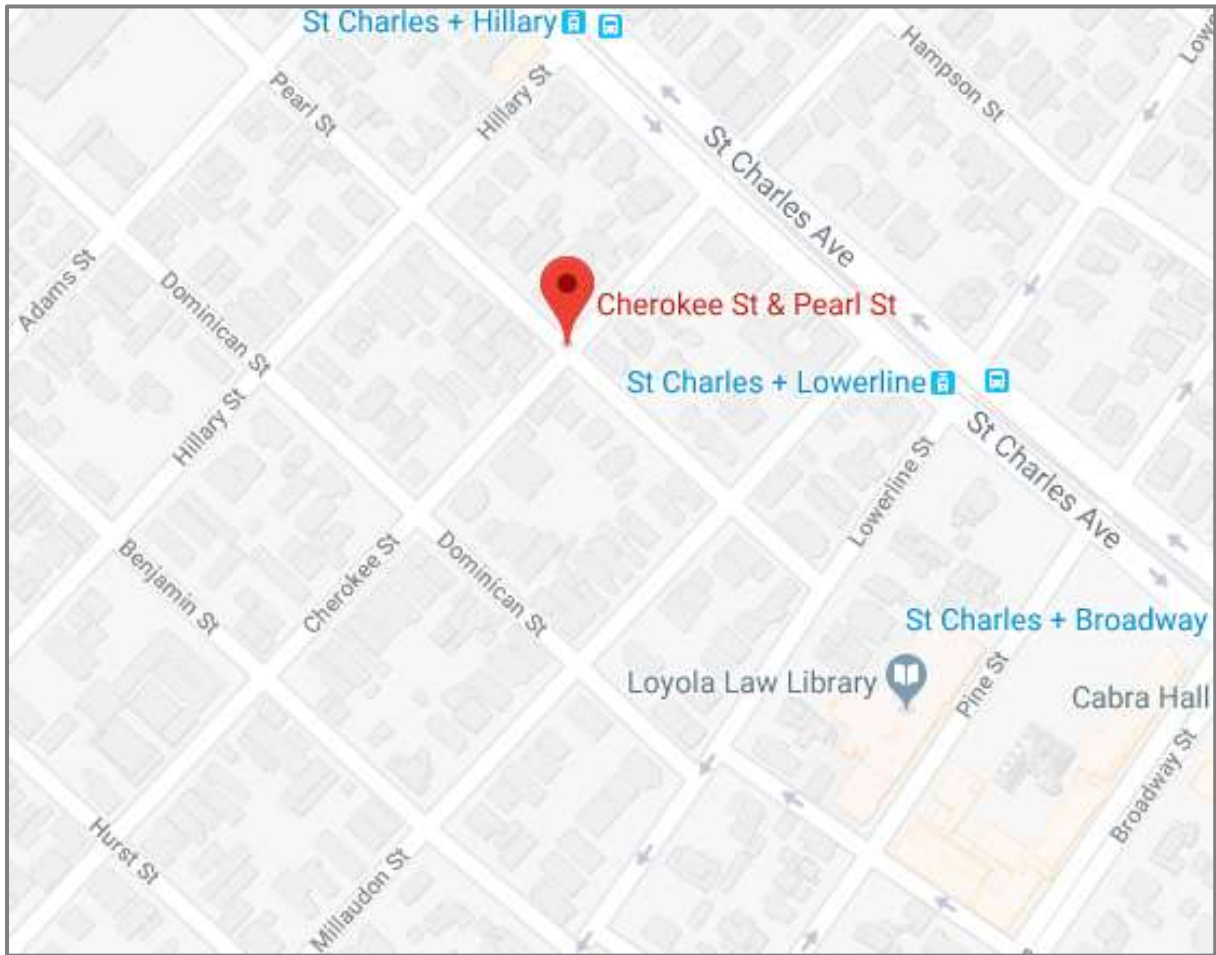 St Charles + Hillary
Hampson St
Pearl St
Hillary St
St Charles Ave
Adams St
Dominican St
Cherokee St & Pearl St
St Charles + Lowerline
Hillary St
St Charles Ave
Lowerline St
Benjamin St
Cherokee St
Dominican St
St Charles + Broadway
Loyola Law Library
Pine St
Cabra Hall
Broadway St
Hurst St
Millaudon St